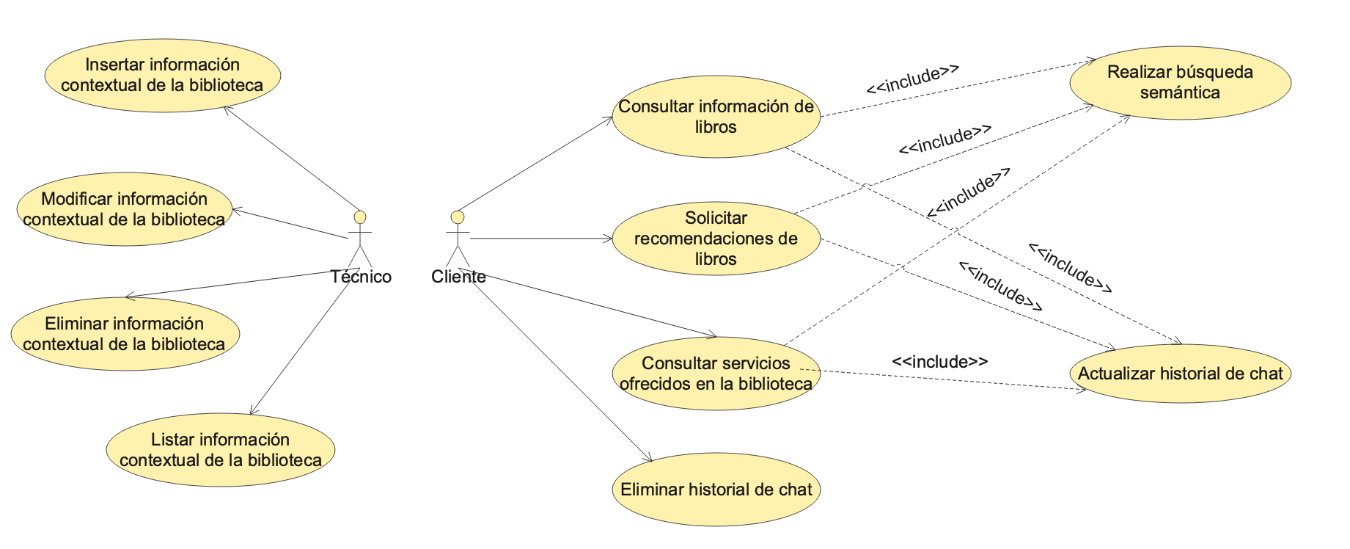 Insertar información
contextual de la biblioteca
Modificar información
contextual de la biblioteca
Eliminar información
contextual de la biblioteca
Listar información
contextual de la biblioteca
Técnico
Cliente
Consultar información de
libros
Solicitar
recomendaciones de
libros
Consultar servicios
ofrecidos en la biblioteca
Eliminar historial de chat
<<include>>
<<include>>
<<include>>
<<include>>
<<include>>
<<include>>
Realizar búsqueda
semántica
Actualizar historial de chat